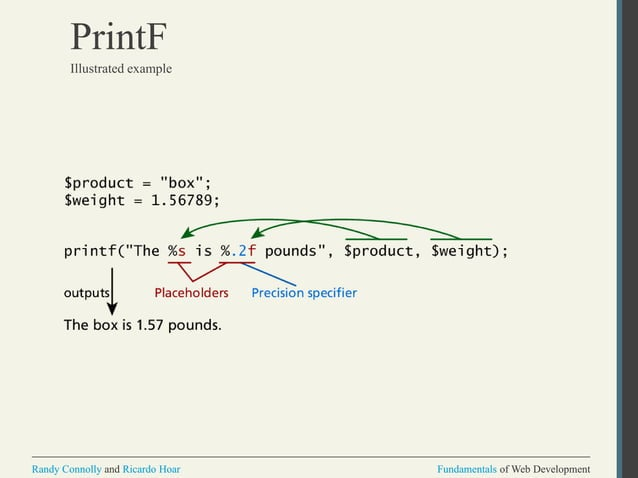 PrintF
Illustrated example
$product = "box";
$weight = 1.56789;
printf("The %s is %.2f pounds", $product, $weight);
outputs Placeholders Precision specifier
The box is 1.57 pounds.
Randy Connolly and Ricardo Hoar Fundamentals of Web Development